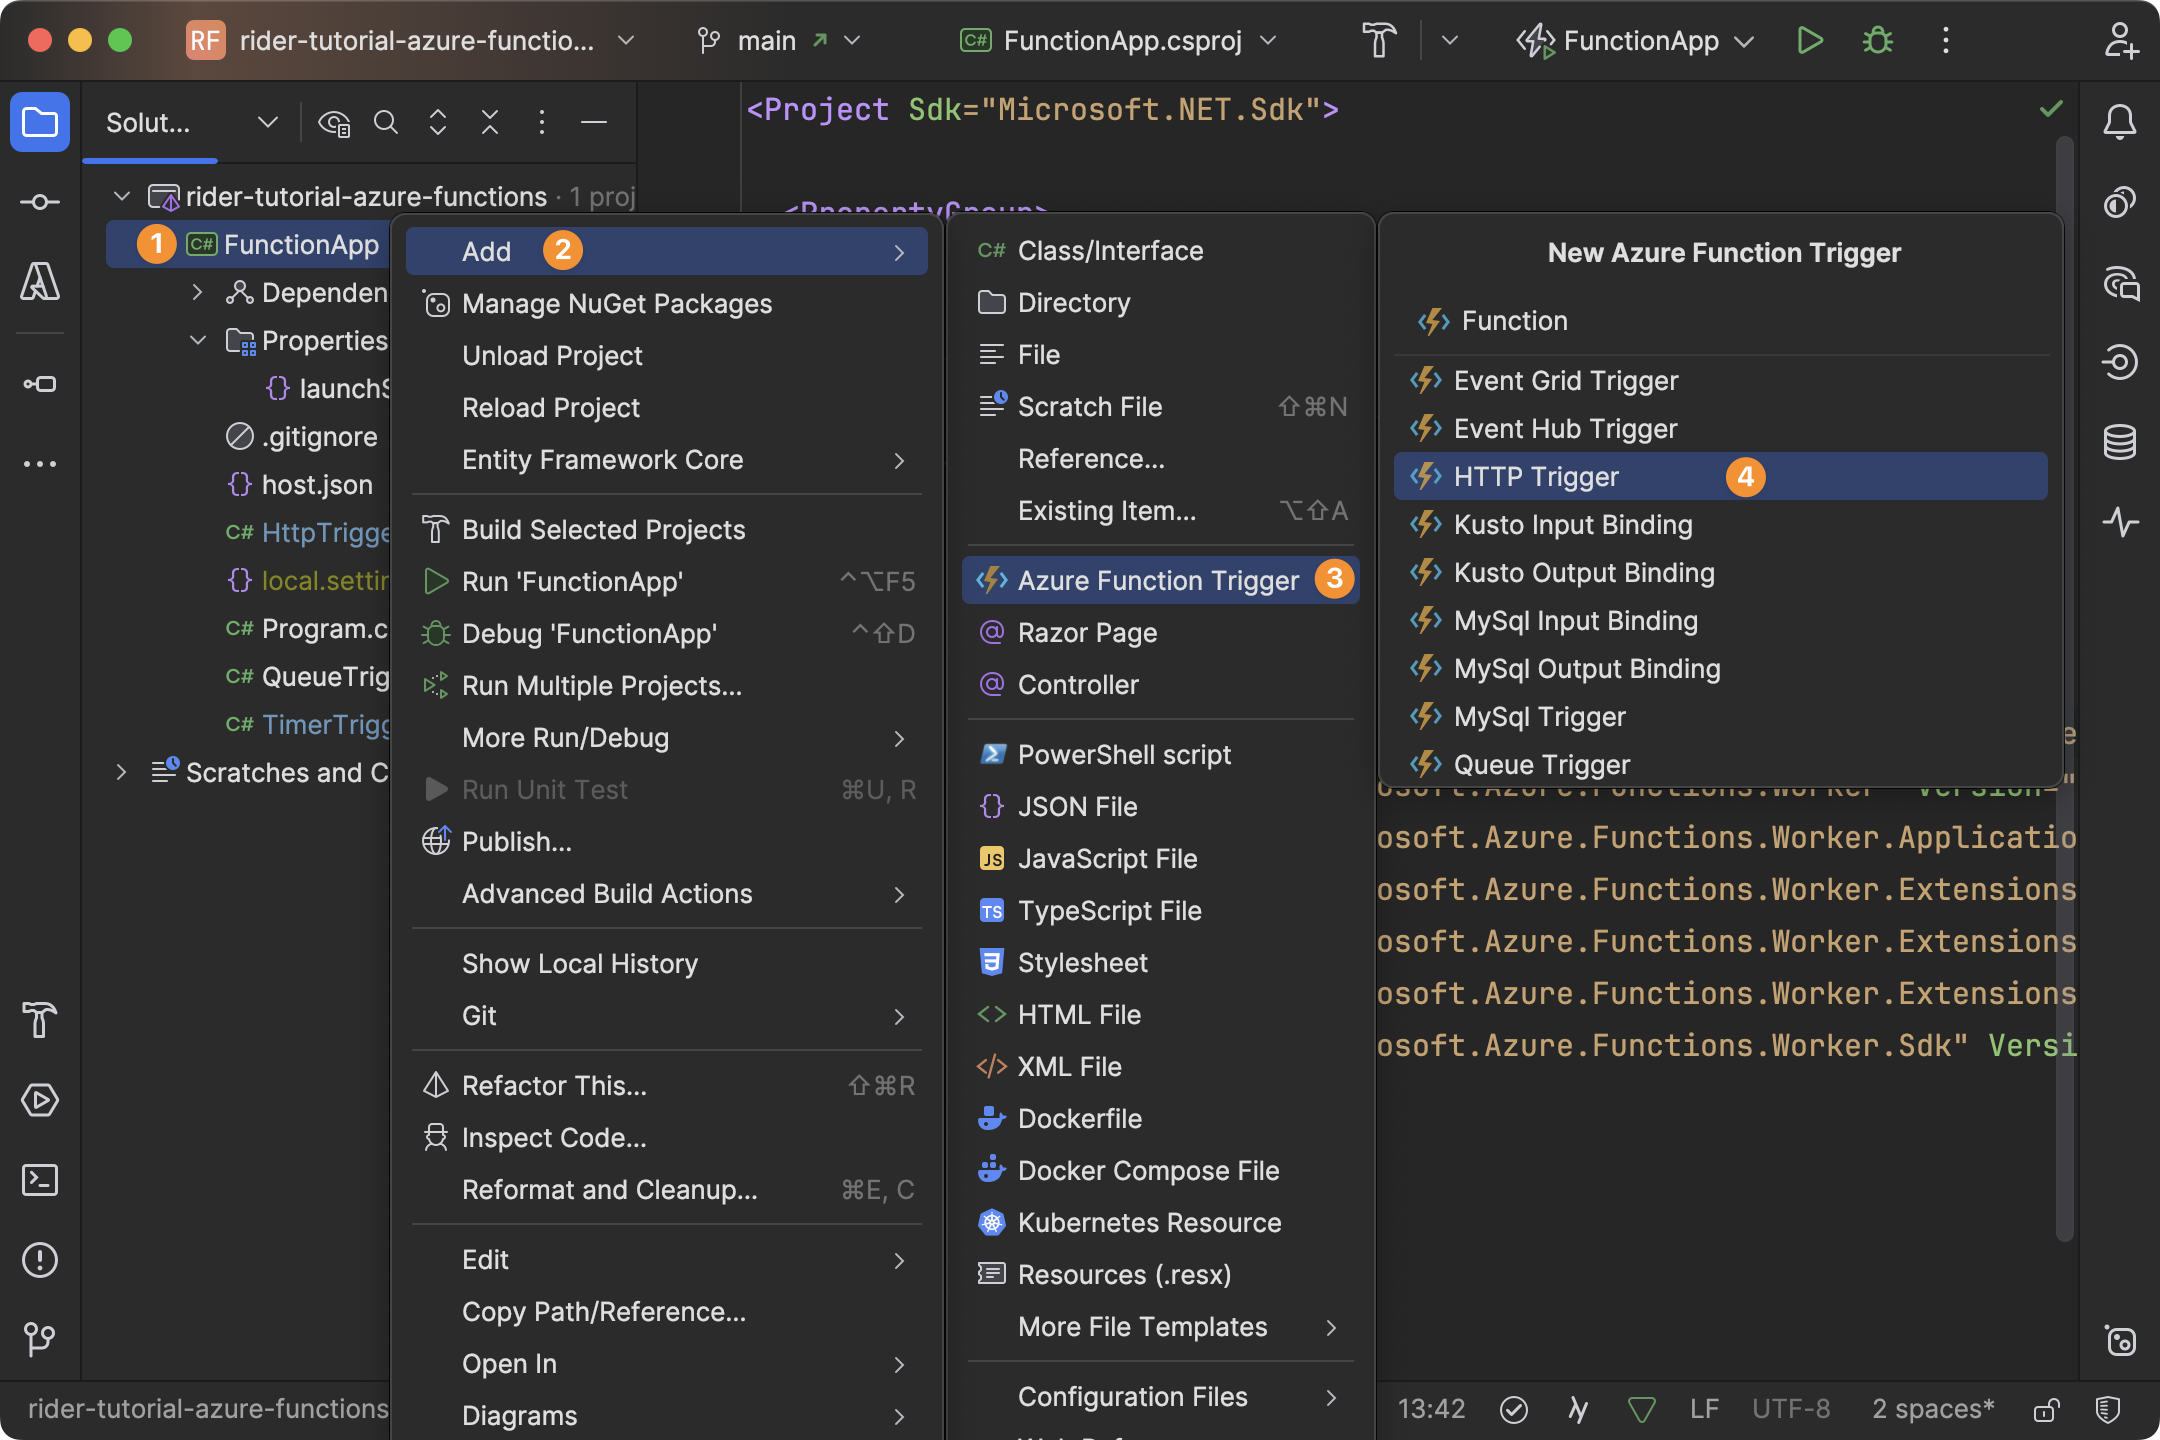 RF rider-tutorial-azure-functio... main FunctionApp.csproj FunctionApp
Solut...
rider-tutorial-azure-functions · 1 proj
1 C# FunctionApp
Dependen
Properties
{} launchS
.gitignore
{} host.json
C# HttpTrigge
{} local.settin
C# Program.c
C# QueueTrig
C# TimerTrigg
Scratches and C
<Project Sdk="Microsoft.NET.Sdk">
<PropertyGroup>
Add 2
Manage NuGet Packages
Unload Project
Reload Project
Entity Framework Core
Build Selected Projects
Run 'FunctionApp' ⌃⌥F5
Debug 'FunctionApp' ⌃⇧D
Run Multiple Projects...
More Run/Debug
Run Unit Test ⌘U, R
Publish...
Advanced Build Actions
Show Local History
Git
Refactor This... ⇧⌘R
Inspect Code...
Reformat and Cleanup... ⌘E, C
Edit
Copy Path/Reference...
Open In
Diagrams
C# Class/Interface
Directory
File
Scratch File ⇧⌘N
Reference...
Existing Item... ⌥⇧A
Azure Function Trigger 3
@ Razor Page
@ Controller
PowerShell script
{} JSON File
JS JavaScript File
TS TypeScript File
Stylesheet
<> HTML File
</> XML File
Dockerfile
Docker Compose File
Kubernetes Resource
Resources (.resx)
More File Templates
Configuration Files
New Azure Function Trigger
Function
Event Grid Trigger
Event Hub Trigger
HTTP Trigger 4
Kusto Input Binding
Kusto Output Binding
MySql Input Binding
MySql Output Binding
MySql Trigger
Queue Trigger
e
osoft.Azure.Functions.Worker" Version="
osoft.Azure.Functions.Worker.Applicatio
osoft.Azure.Functions.Worker.Extensions
osoft.Azure.Functions.Worker.Extensions
osoft.Azure.Functions.Worker.Extensions
osoft.Azure.Functions.Worker.Sdk" Versi
rider-tutorial-azure-functions 13:42 LF UTF-8 2 spaces*